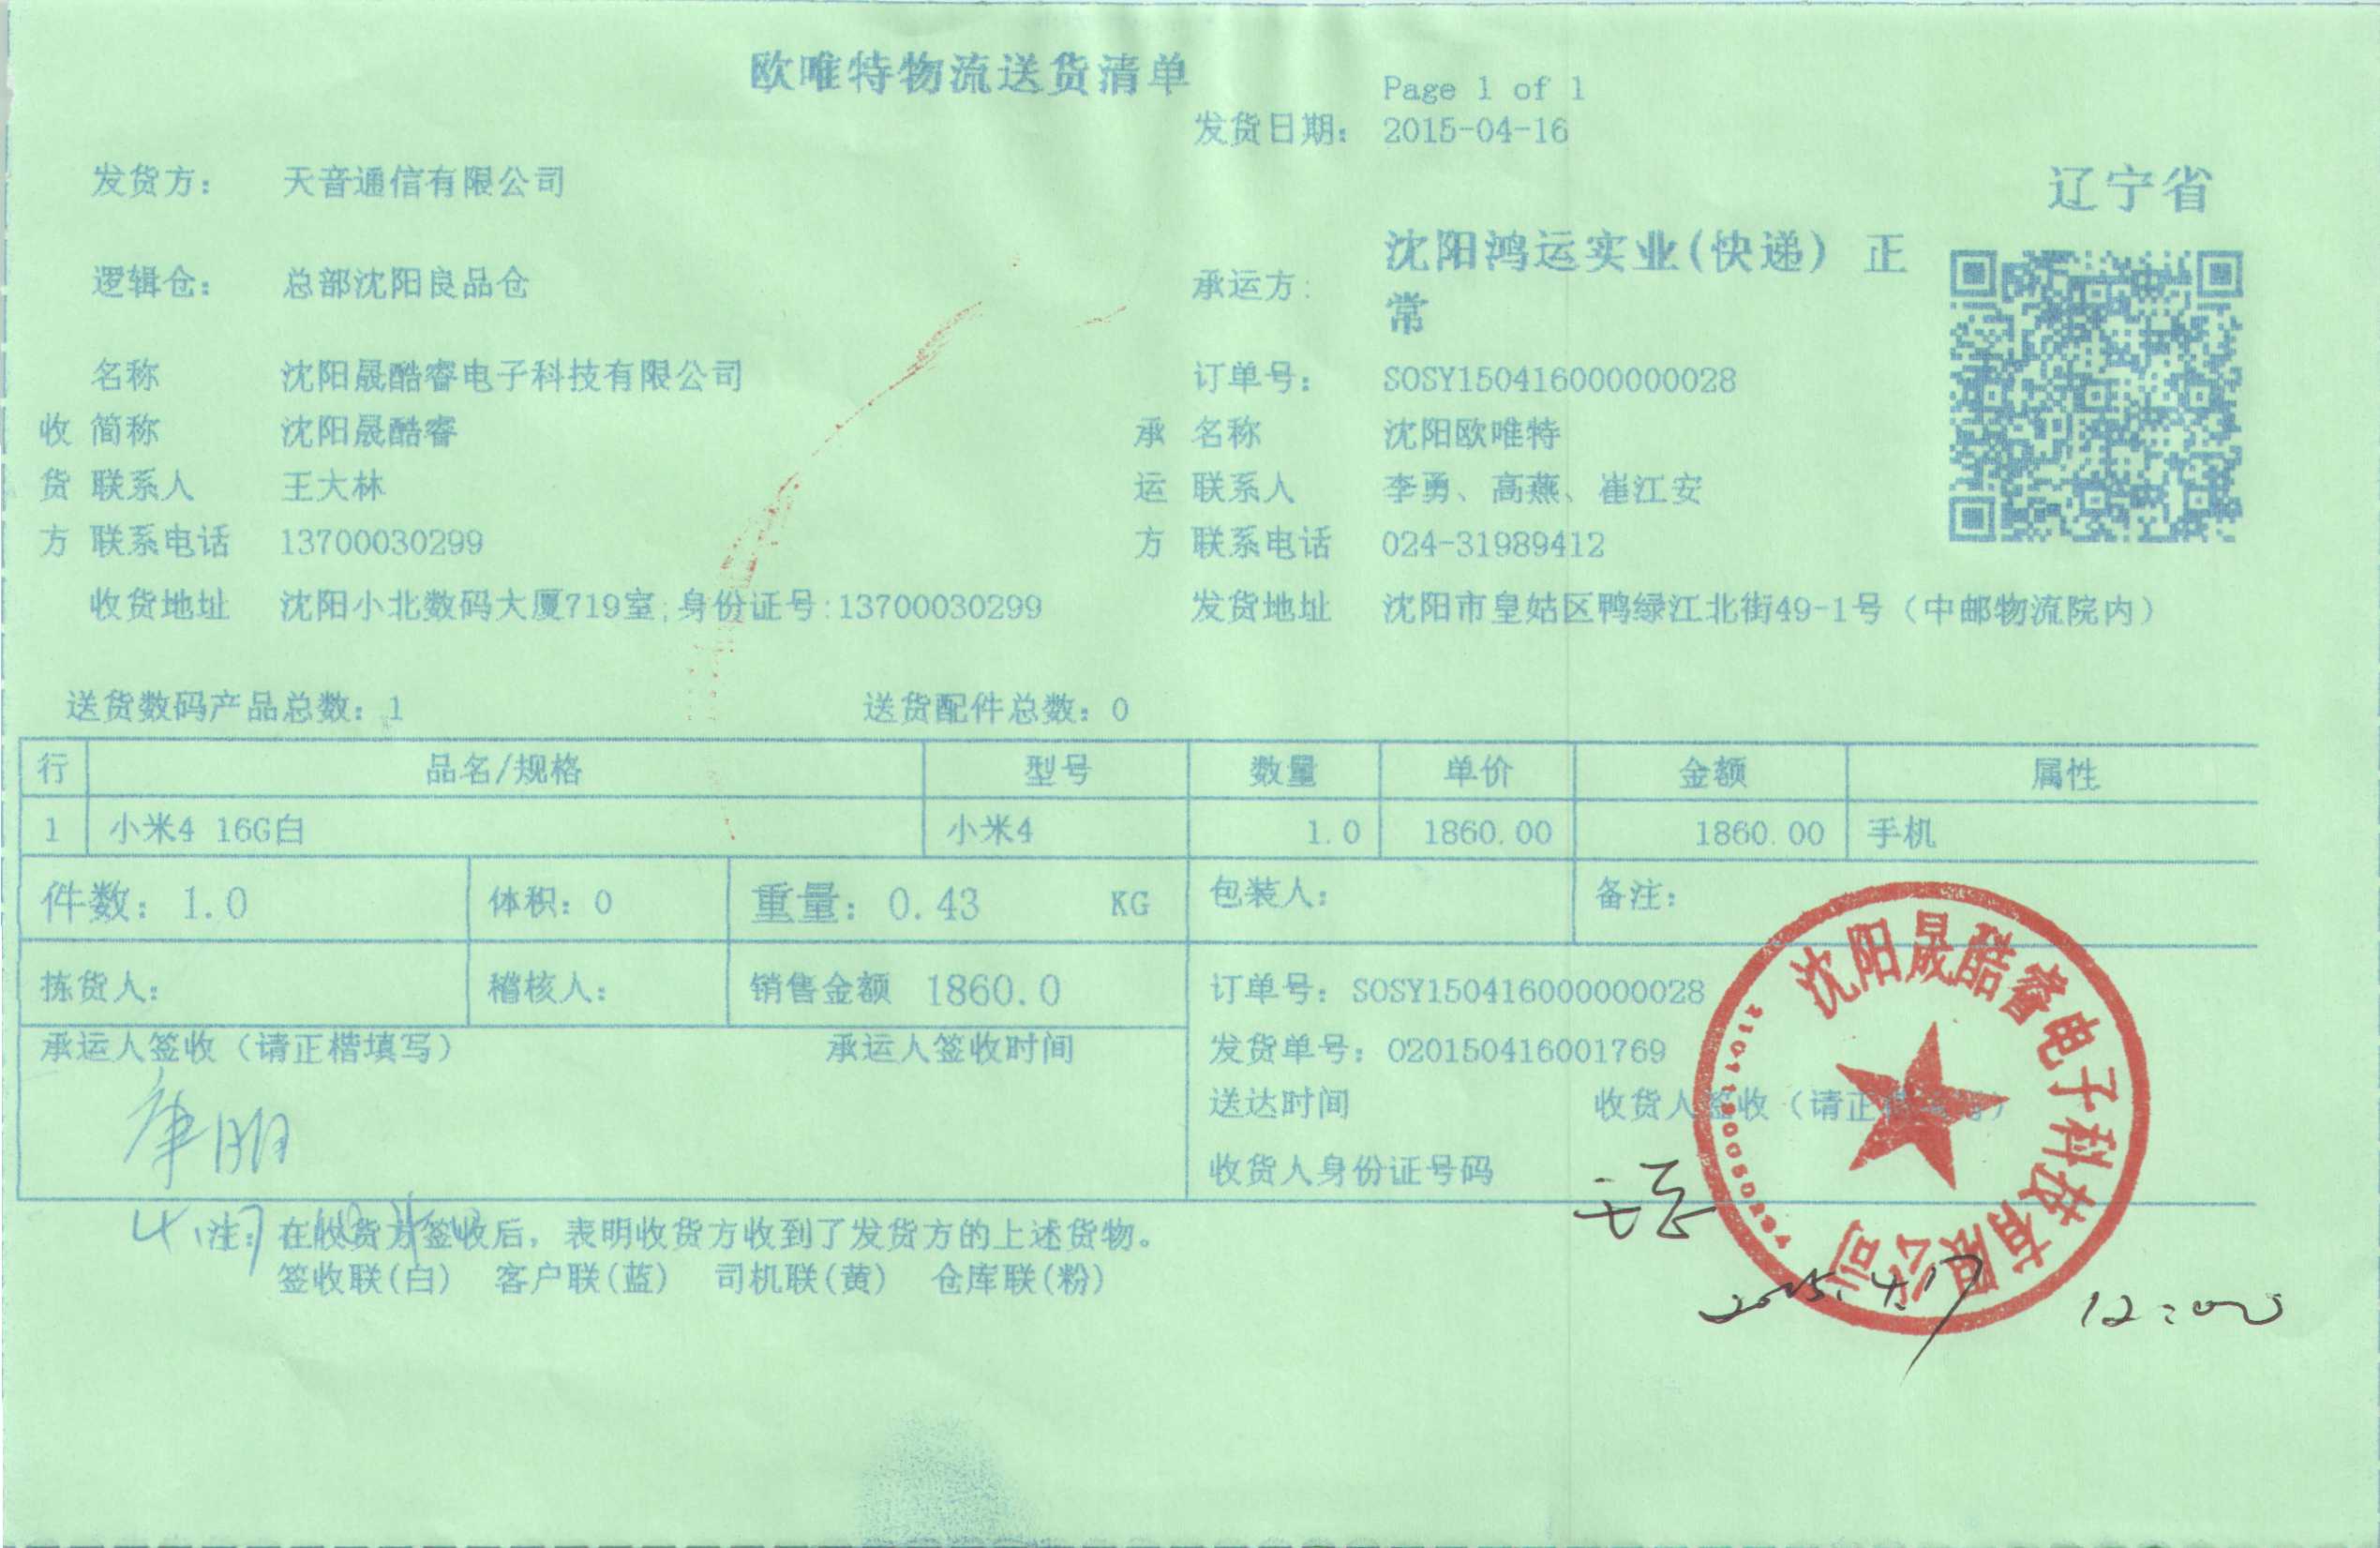 欧唯特物流送货清单
Page 1 of 1
发货日期: 2015-04-16
发货方: 天音通信有限公司
辽宁省
逻辑仓: 总部沈阳良品仓
承运方: 沈阳鸿运实业(快递) 正常
名称 沈阳晟酷睿电子科技有限公司
订单号: SOSY150416000000028
收 简称 沈阳晟酷睿
承 名称 沈阳欧唯特
货 联系人 王大林
运 联系人 李勇、高燕、崔江安
方 联系电话 13700030299
方 联系电话 024-31989412
收货地址 沈阳小北数码大厦719室;身份证号:13700030299
发货地址 沈阳市皇姑区鸭绿江北街49-1号（中邮物流院内）
送货数码产品总数: 1 送货配件总数: 0
行 品名/规格 型号 数量 单价 金额 属性
1 小米4 16G白 小米4 1.0 1860.00 1860.00 手机
件数: 1.0 体积: 0 重量: 0.43 KG 包装人: 备注:
拣货人: 稽核人: 销售金额 1860.0 订单号: SOSY150416000000028
承运人签收（请正楷填写） 承运人签收时间
发货单号: 020150416001769
送达时间 收货人签收（请正楷填写）
收货人身份证号码
注: 在收货方签收后，表明收货方收到了发货方的上述货物。
签收联(白) 客户联(蓝) 司机联(黄) 仓库联(粉)
沈阳晟酷睿电子科技有限公司
2015.4.17 12:00